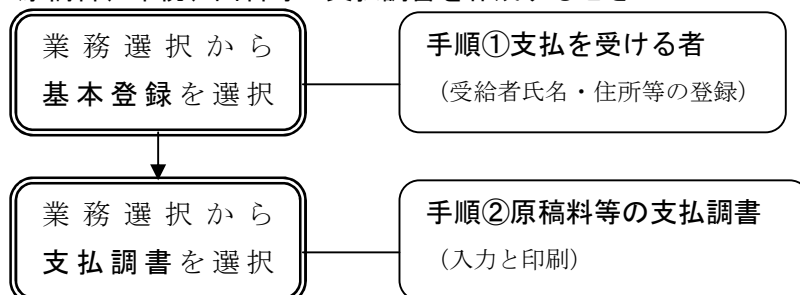 業務選択から
基本登録を選択
手順①支払を受ける者
(受給者氏名・住所等の登録)
業務選択から
支払調書を選択
手順②原稿料等の支払調書
(入力と印刷)